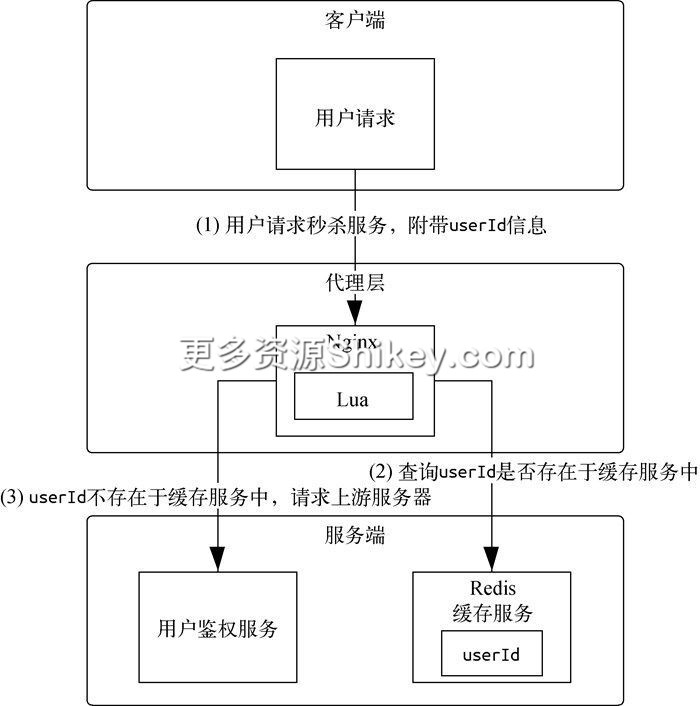 客户端
用户请求
(1) 用户请求秒杀服务，附带userId信息
代理层
Nginx
更多资源Shikey.com
Lua
(2) 查询userId是否存在于缓存服务中
(3) userId不存在于缓存服务中，请求上游服务器
服务端
用户鉴权服务
Redis
缓存服务
userId